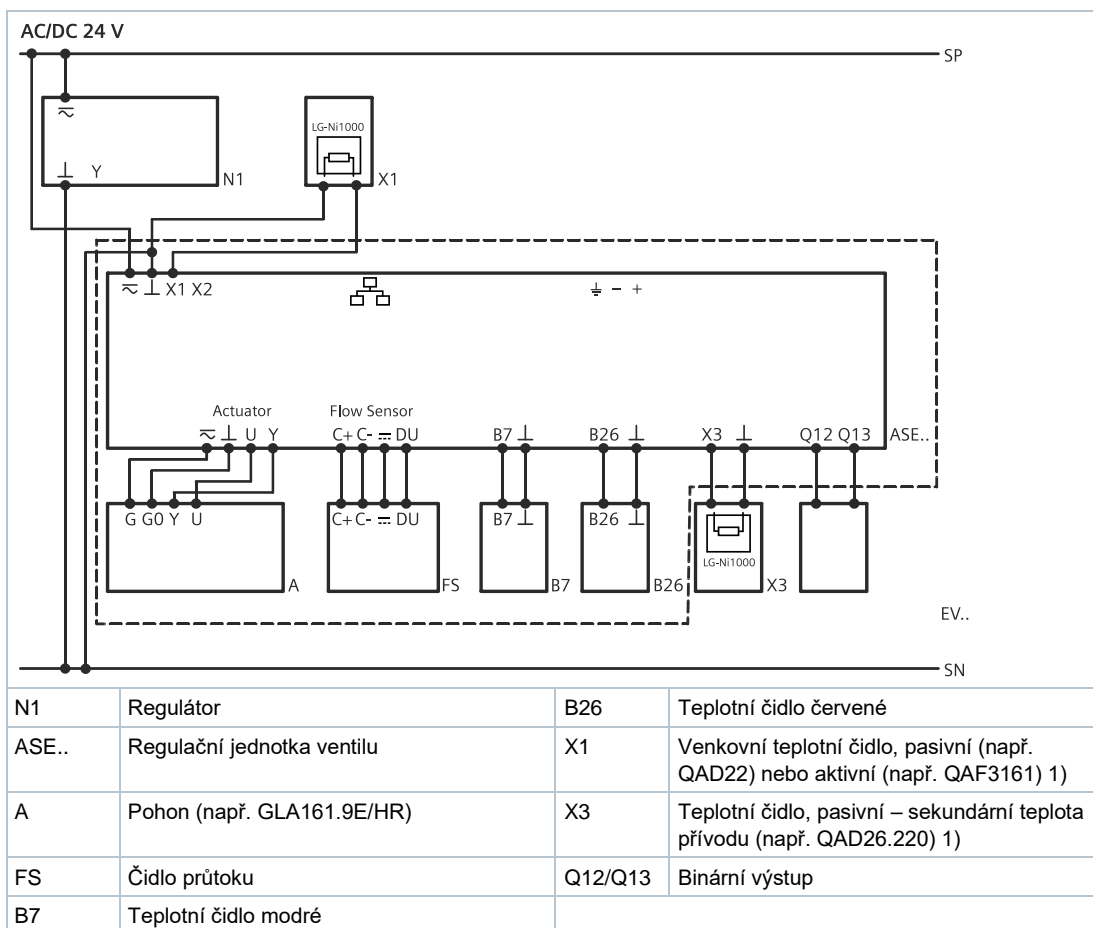 AC/DC 24 V
SP
LG-Ni1000
⊥ Y
N1
X1
⊥ X1 X2
⏚ - +
Actuator Flow Sensor
⊥ U Y C+ C- DU B7 ⊥ B26 ⊥ X3 ⊥ Q12 Q13 ASE..
G G0 Y U C+ C- DU B7 ⊥ B26 ⊥
LG-Ni1000
A FS B7 B26 X3
EV..
SN
N1 Regulátor B26 Teplotní čidlo červené
ASE.. Regulační jednotka ventilu X1 Venkovní teplotní čidlo, pasivní (např.
QAD22) nebo aktivní (např. QAF3161) 1)
A Pohon (např. GLA161.9E/HR) X3 Teplotní čidlo, pasivní – sekundární teplota
přívodu (např. QAD26.220) 1)
FS Čidlo průtoku Q12/Q13 Binární výstup
B7 Teplotní čidlo modré